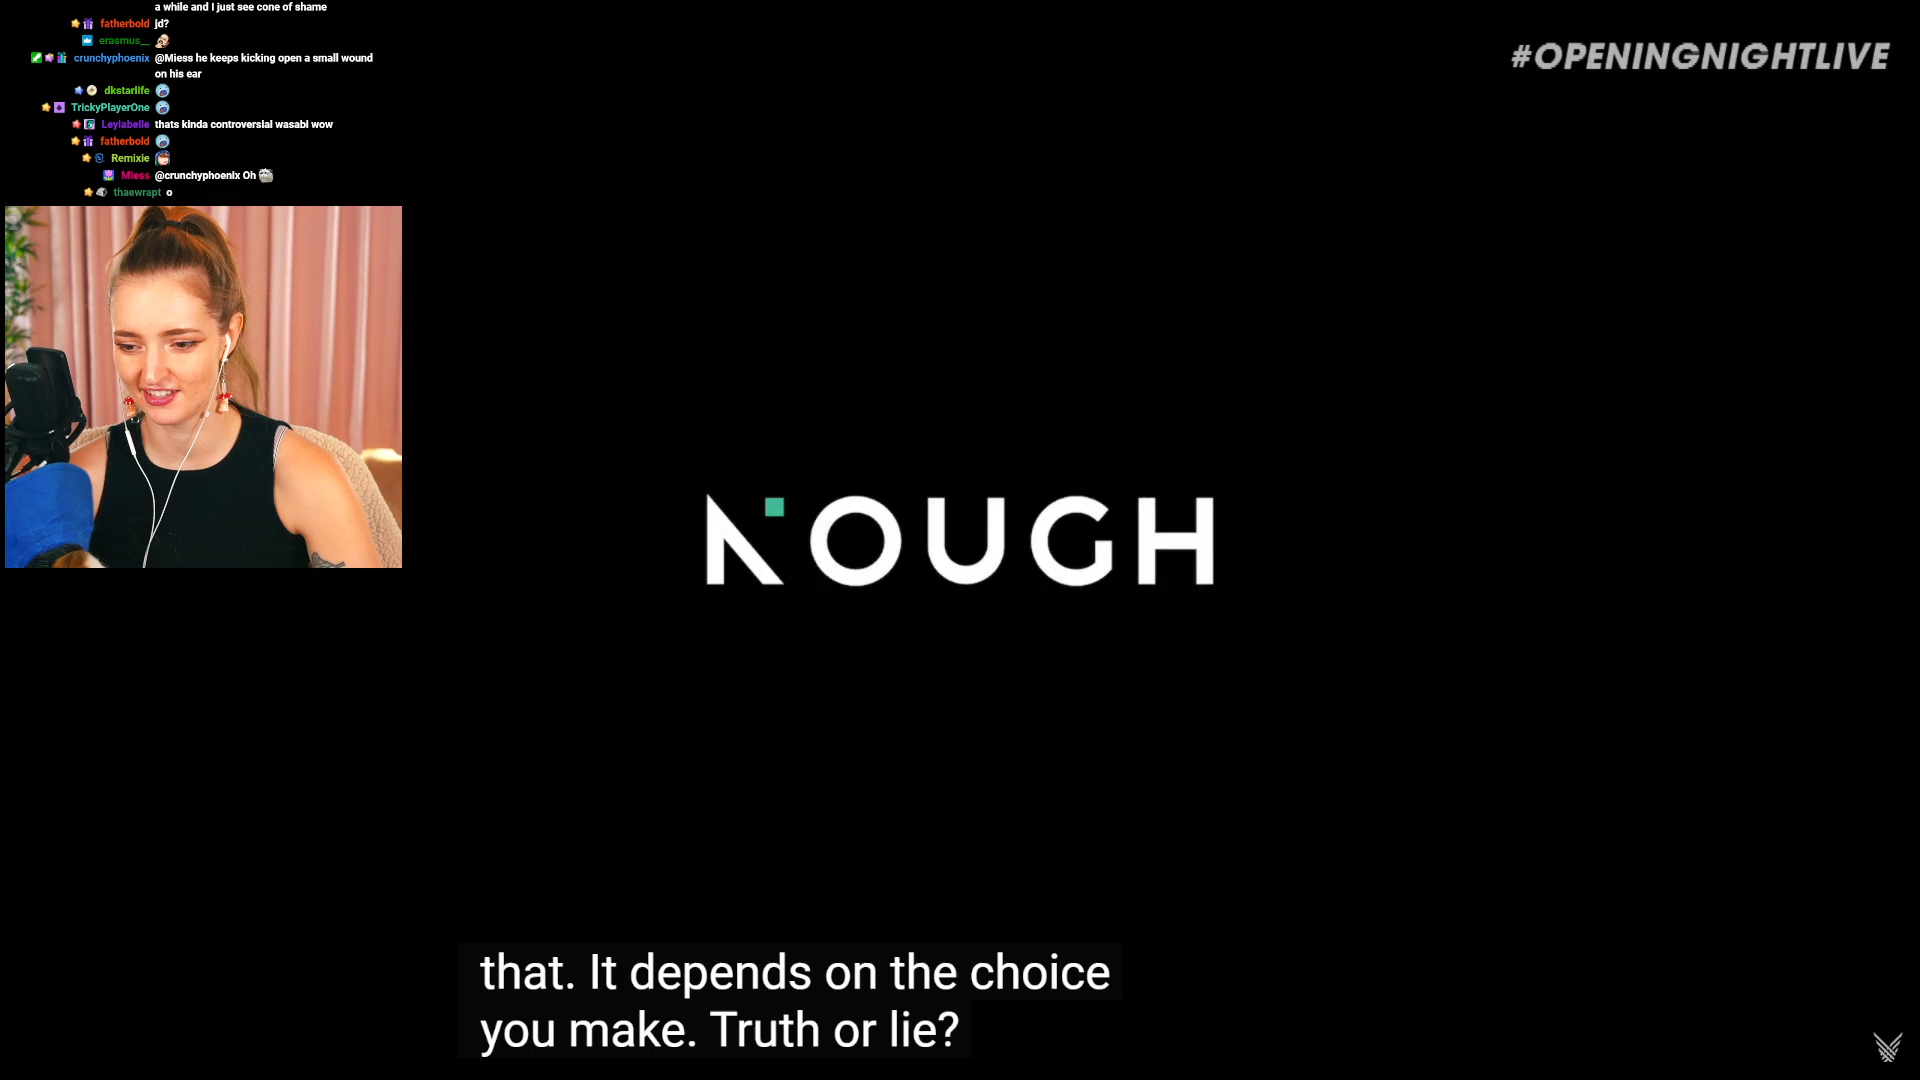 a while and I just see cone of shame
fatherbold jd?
erasmus__
crunchyphoenix @Miess he keeps kicking open a small wound
on his ear
dkstarlife
TrickyPlayerOne
Leylabelle thats kinda controversial wasabi wow
fatherbold
Remixie
Miess @crunchyphoenix Oh
thaewrapt o
#OPENINGNIGHTLIVE
NOUGH
that. It depends on the choice
you make. Truth or lie?